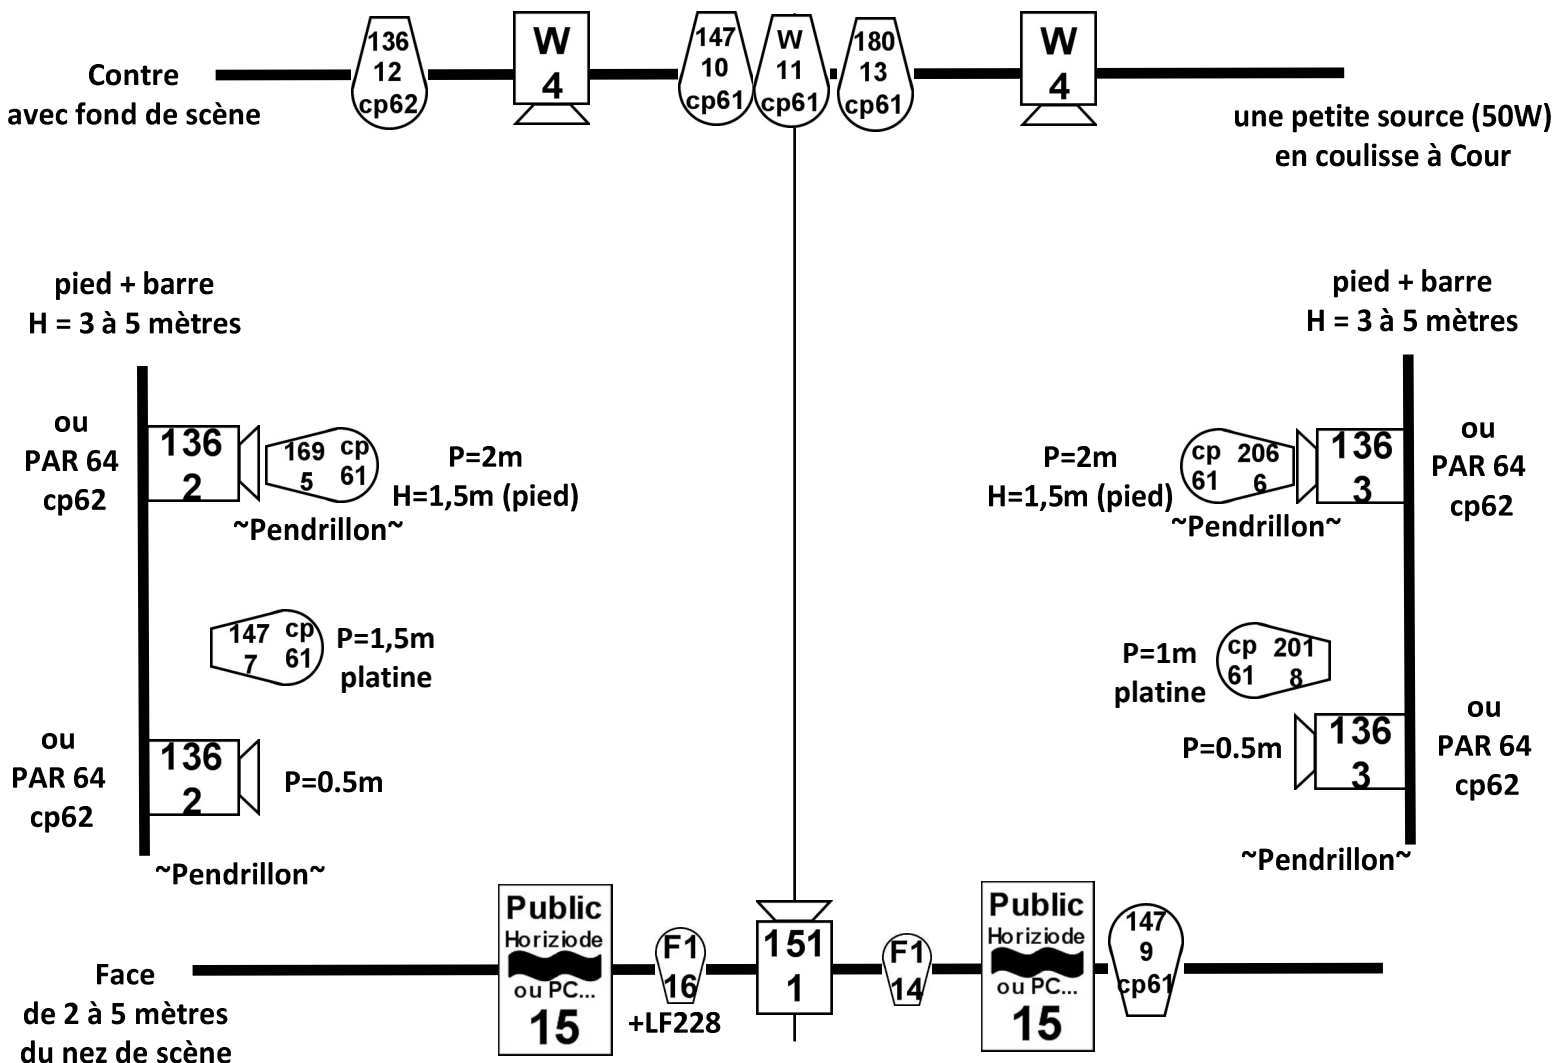 136
12
cp62
W
4
147
10
cp61
W
11
cp61
180
13
cp61
W
4
Contre
avec fond de scène
une petite source (50W)
en coulisse à Cour
pied + barre
H = 3 à 5 mètres
pied + barre
H = 3 à 5 mètres
ou
PAR 64
cp62
136
2
169 cp
5 61
P=2m
H=1,5m (pied)
~Pendrillon~
P=2m
H=1,5m (pied)
cp 206
61 6
136
3
~Pendrillon~
ou
PAR 64
cp62
147 cp
7 61
P=1,5m
platine
P=1m
platine
cp 201
61 8
ou
PAR 64
cp62
136
2
P=0.5m
P=0.5m
136
3
ou
PAR 64
cp62
~Pendrillon~
~Pendrillon~
Face
de 2 à 5 mètres
du nez de scène
Public
Horiziode
ou PC...
15
F1
16
+LF228
151
1
F1
14
Public
Horiziode
ou PC...
15
147
9
cp61